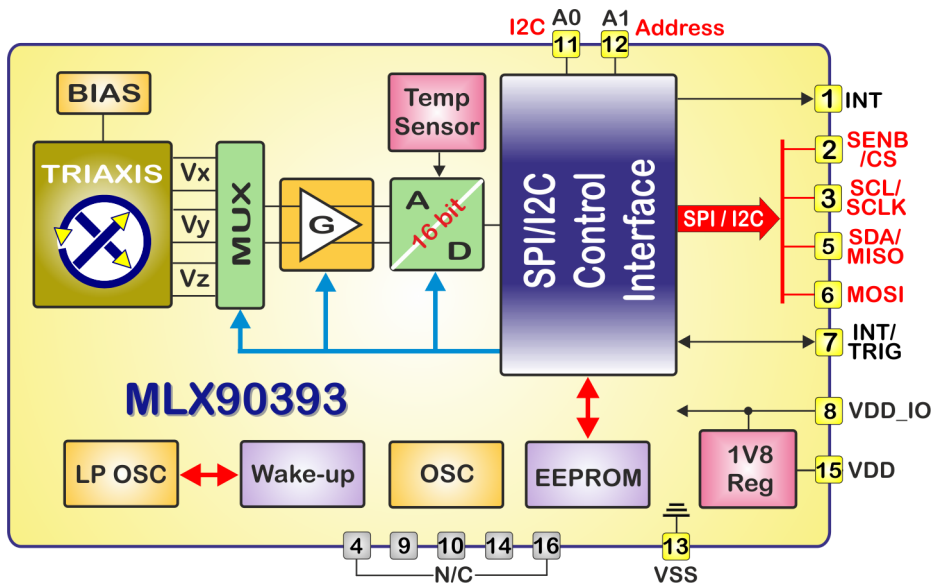 I2C A0 A1 Address
11 12
BIAS
Temp
Sensor
1 INT
TRIAXIS
Vx
Vy
Vz
MUX
G
A
16 bit
D
SPI/I2C
Control
Interface
SPI / I2C
2 SENB
/CS
3 SCL/
SCLK
5 SDA/
MISO
6 MOSI
7 INT/
TRIG
MLX90393
8 VDD_IO
LP OSC
Wake-up
OSC
EEPROM
1V8
Reg
15 VDD
4 9 10 14 16
N/C
13
VSS